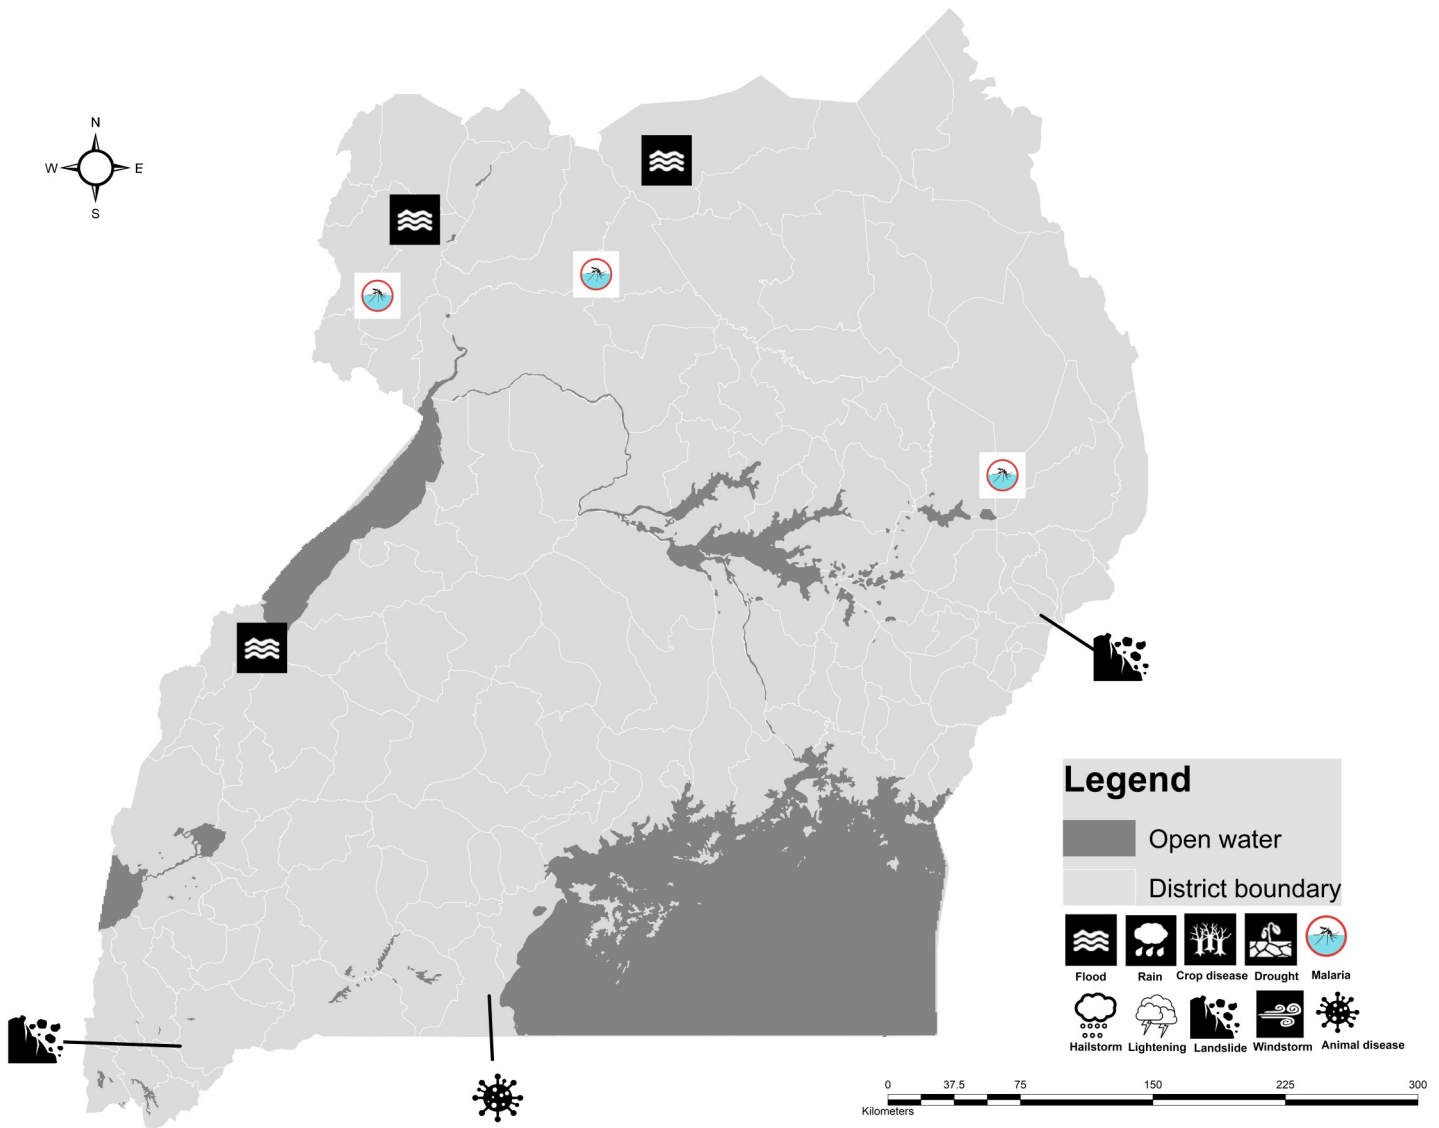 N
W E
S
Legend
Open water
District boundary
Flood Rain Crop disease Drought Malaria
Hailstorm Lightening Landslide Windstorm Animal disease
0 37.5 75 150 225 300
Kilometers